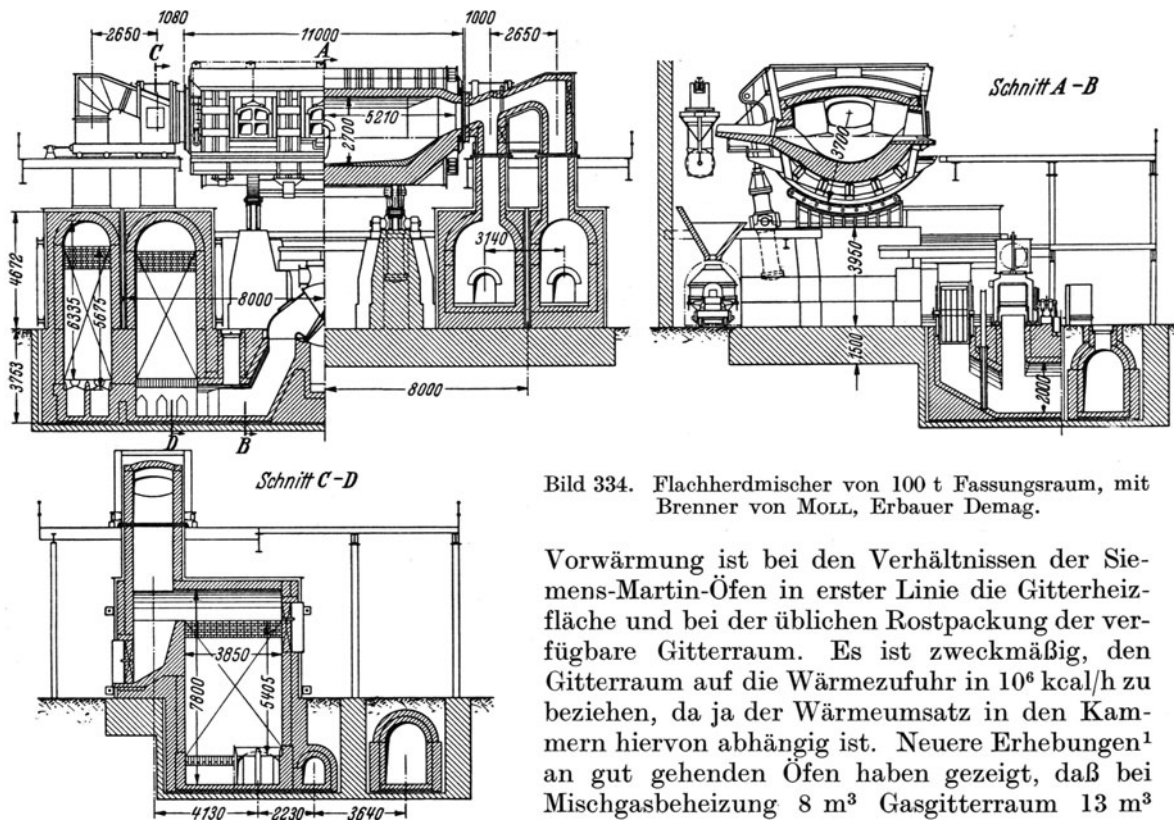 1080
1000
2650
11000
2650
C
A
5210
2700
3140
4672
6335
5675
8000
3763
8000
D
B
Schnitt A-B
3700
3950
1500
2000
Schnitt C-D
3850
7800
5405
4130
2230
3640
Bild 334. Flachherdmischer von 100 t Fassungsraum, mit
Brenner von MOLL, Erbauer Demag.
Vorwärmung ist bei den Verhältnissen der Sie-
mens-Martin-Öfen in erster Linie die Gitterheiz-
fläche und bei der üblichen Rostpackung der ver-
fügbare Gitterraum. Es ist zweckmäßig, den
Gitterraum auf die Wärmezufuhr in 10⁶ kcal/h zu
beziehen, da ja der Wärmeumsatz in den Kam-
mern hiervon abhängig ist. Neuere Erhebungen¹
an gut gehenden Öfen haben gezeigt, daß bei
Mischgasbeheizung 8 m³ Gasgitterraum 13 m³